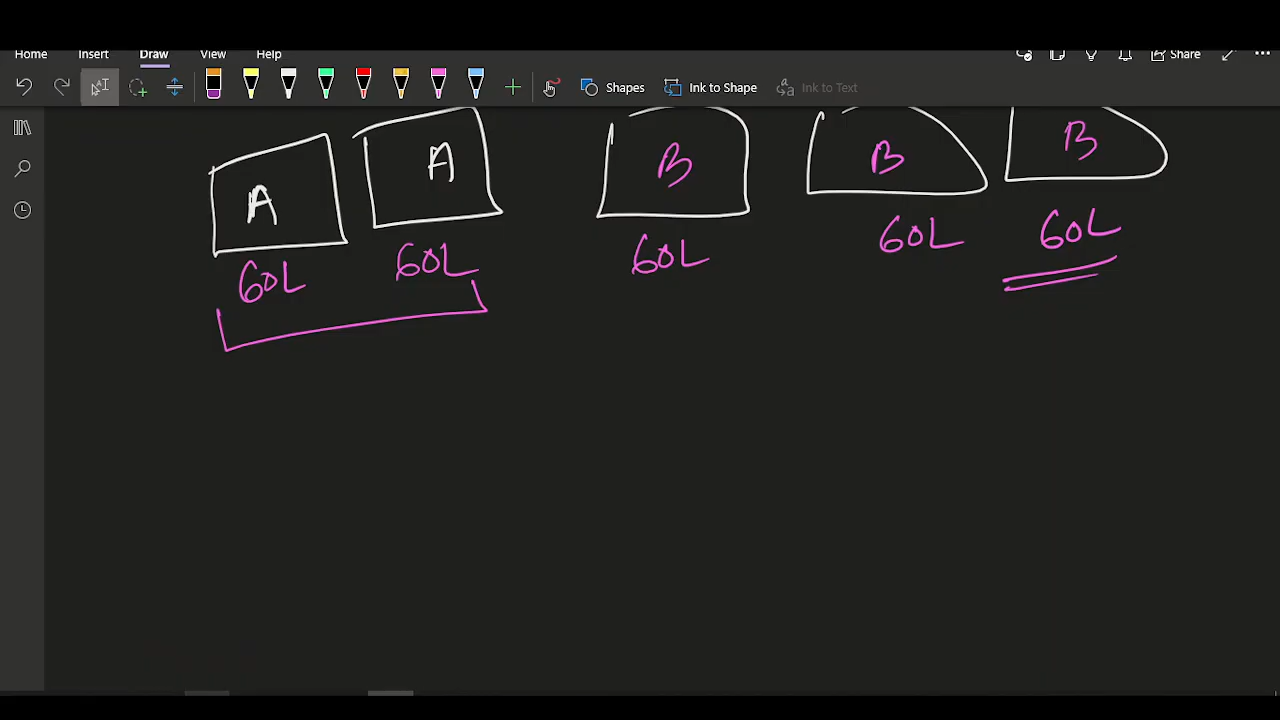 Home Insert Draw View Help Share
Shapes Ink to Shape Ink to Text
A A B B B
60L 60L 60L 60L 60L